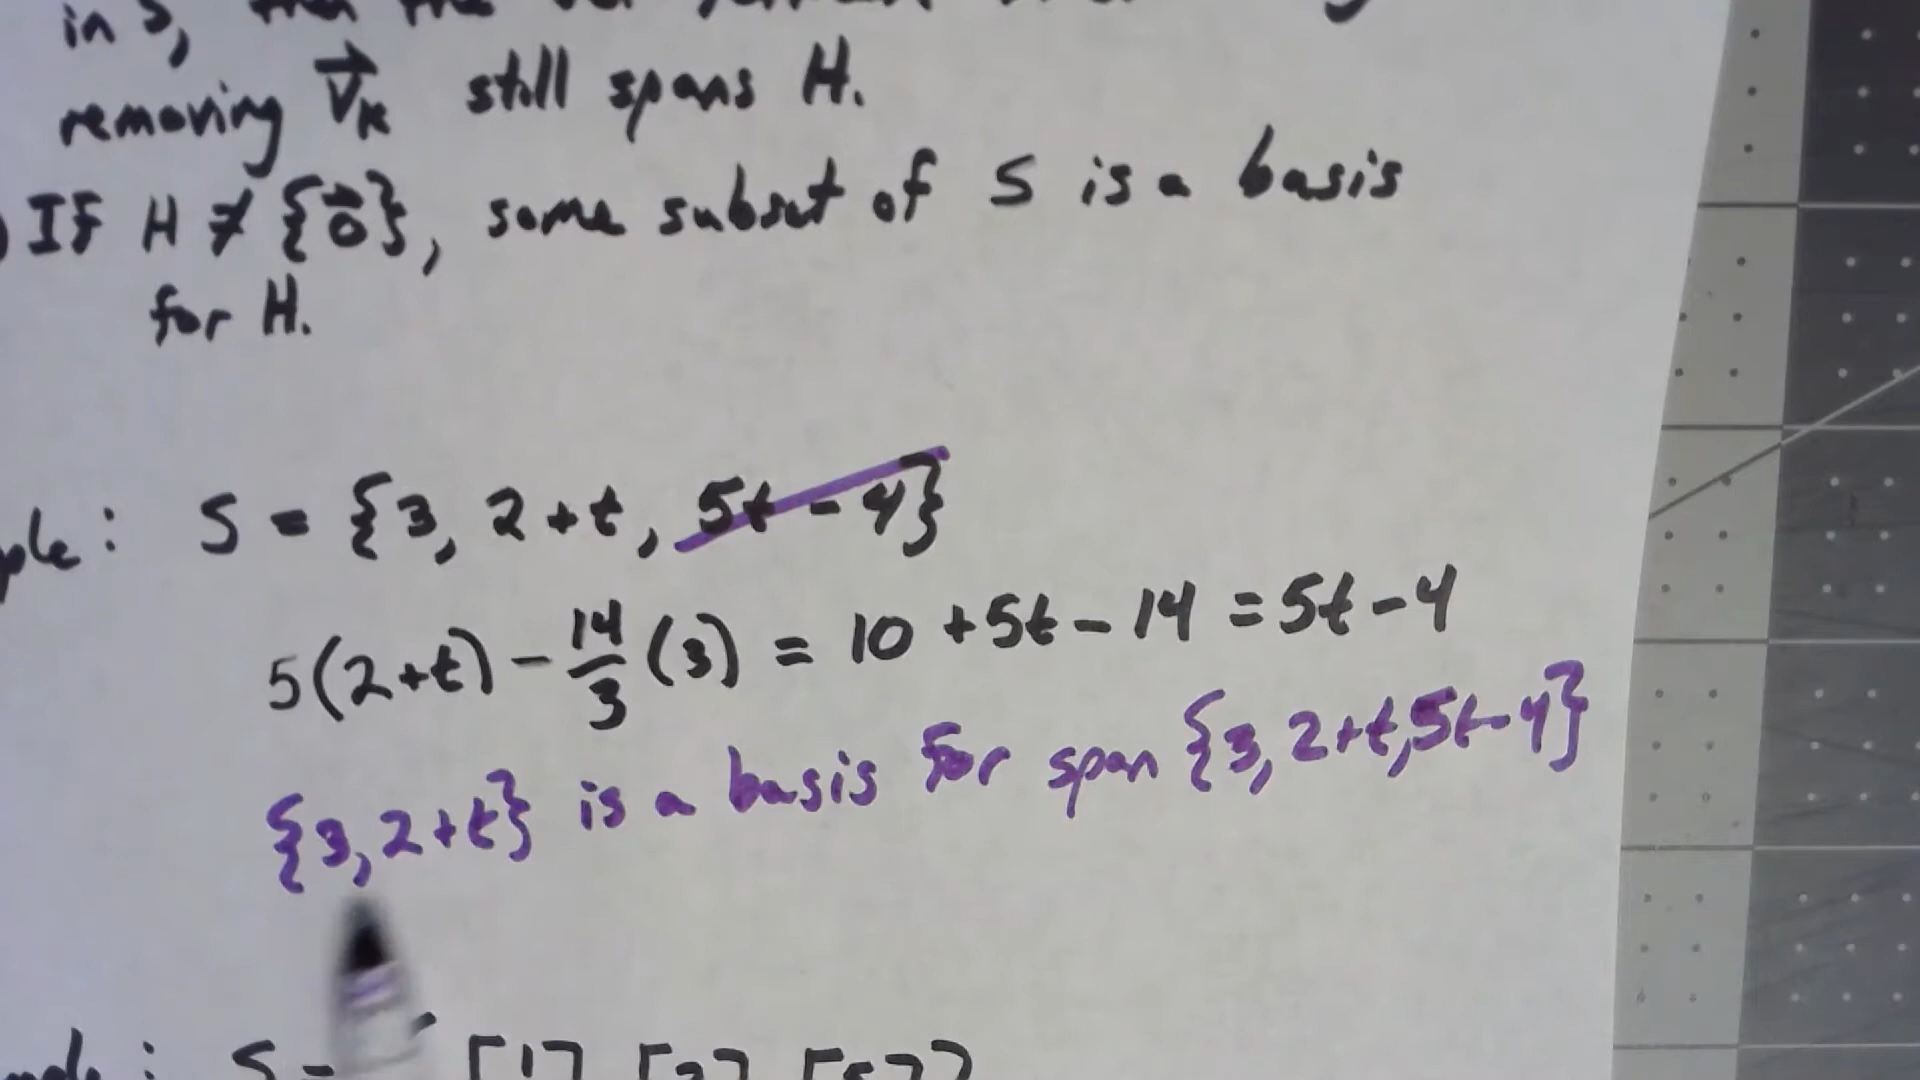 in S,
removing v⃗ₖ still spans H.
) If H ≠ {0⃗}, some subset of S is a basis
for H.
ple: S = {3, 2+t, 5t-4}
5(2+t) - 14/3 (3) = 10 + 5t - 14 = 5t - 4
{3, 2+t} is a basis for span {3, 2+t, 5t-4}